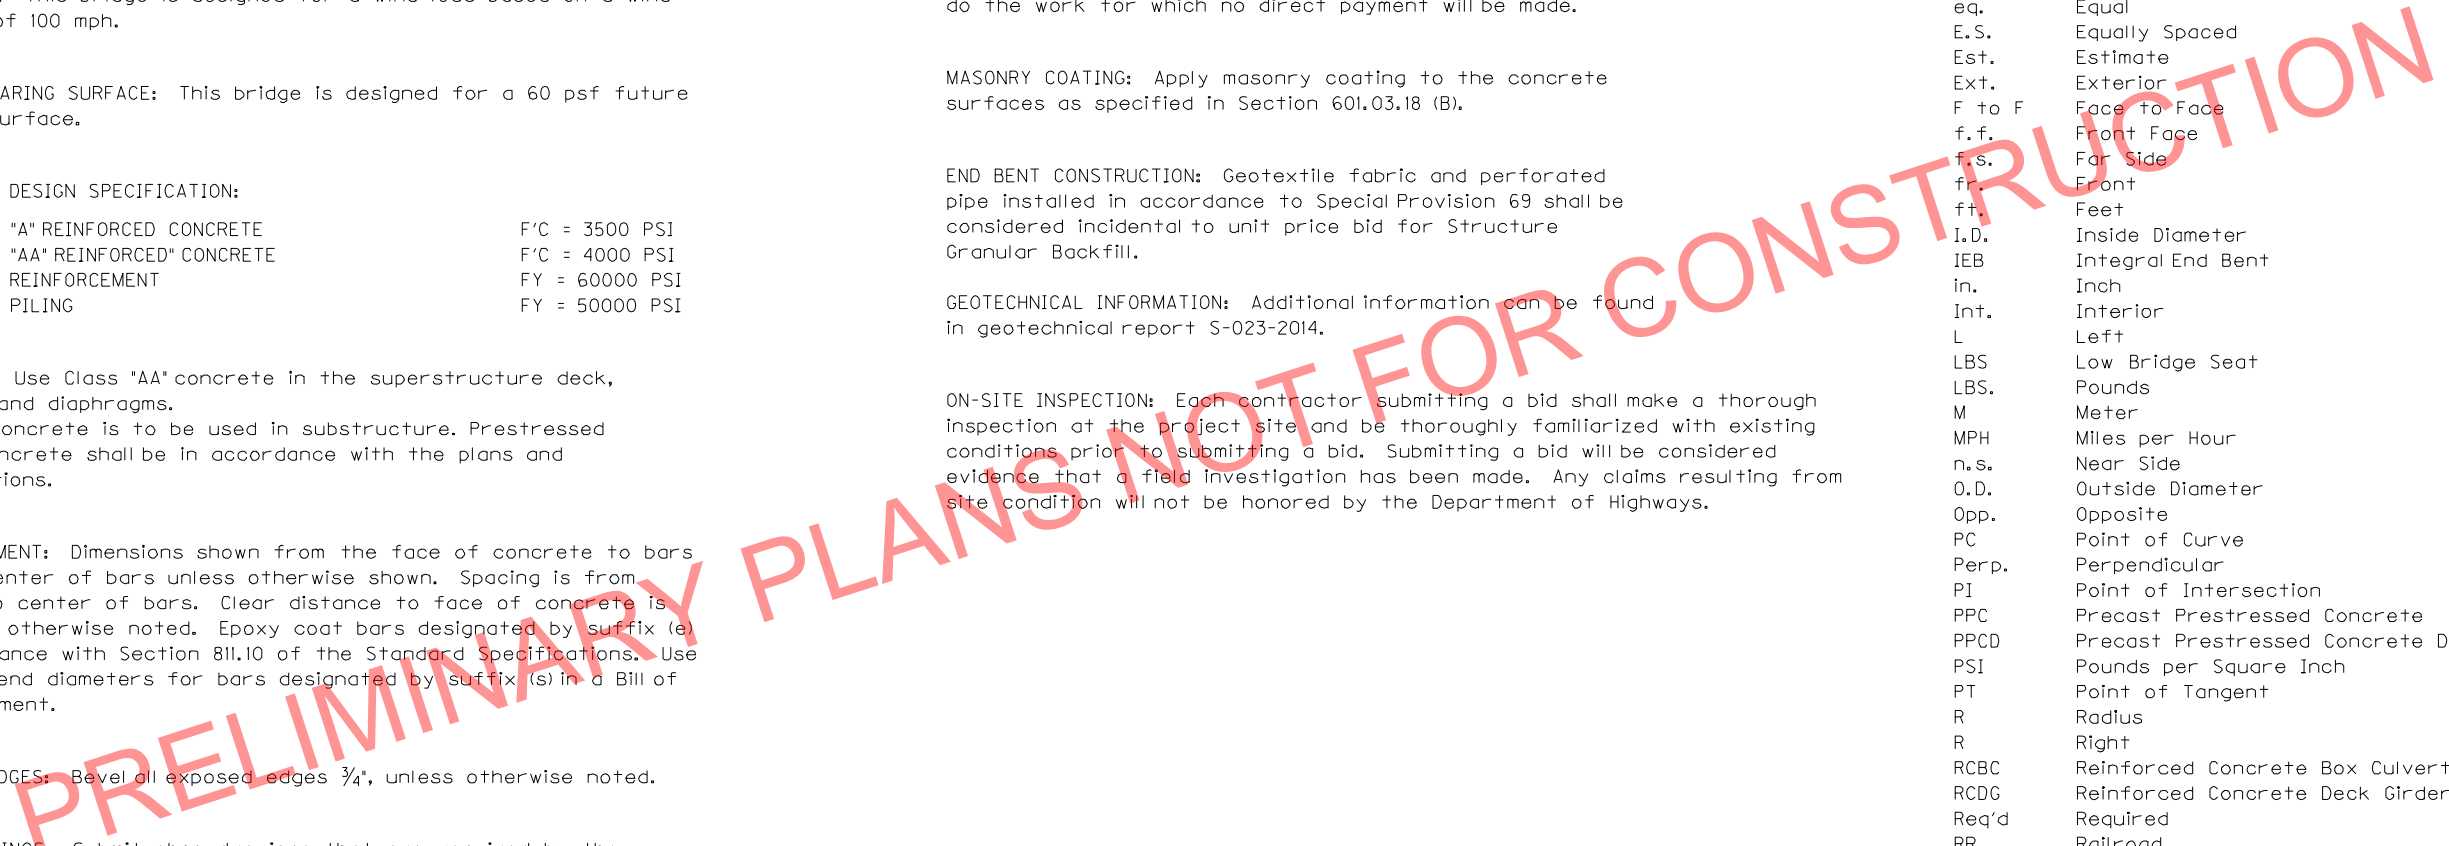 of 100 mph.
ARING SURFACE: This bridge is designed for a 60 psf future
urface.
DESIGN SPECIFICATION:
"A" REINFORCED CONCRETE F'C = 3500 PSI
"AA" REINFORCED" CONCRETE F'C = 4000 PSI
REINFORCEMENT FY = 60000 PSI
PILING FY = 50000 PSI
Use Class "AA" concrete in the superstructure deck,
and diaphragms.
oncrete is to be used in substructure. Prestressed
ncrete shall be in accordance with the plans and
ions.
MENT: Dimensions shown from the face of concrete to bars
enter of bars unless otherwise shown. Spacing is from
o center of bars. Clear distance to face of concrete is
otherwise noted. Epoxy coat bars designated by suffix (e)
ance with Section 811.10 of the Standard Specifications. Use
end diameters for bars designated by suffix (s) in a Bill of
ment.
DGES: Bevel all exposed edges ¾", unless otherwise noted.
do the work for which no direct payment will be made.
MASONRY COATING: Apply masonry coating to the concrete
surfaces as specified in Section 601.03.18 (B).
END BENT CONSTRUCTION: Geotextile fabric and perforated
pipe installed in accordance to Special Provision 69 shall be
considered incidental to unit price bid for Structure
Granular Backfill.
GEOTECHNICAL INFORMATION: Additional information can be found
in geotechnical report S-023-2014.
ON-SITE INSPECTION: Each contractor submitting a bid shall make a thorough
inspection at the project site and be thoroughly familiarized with existing
conditions prior to submitting a bid. Submitting a bid will be considered
evidence that a field investigation has been made. Any claims resulting from
site condition will not be honored by the Department of Highways.
eq. Equal
E.S. Equally Spaced
Est. Estimate
Ext. Exterior
F to F Face to Face
f.f. Front Face
f.s. Far Side
fr. Front
ft. Feet
I.D. Inside Diameter
IEB Integral End Bent
in. Inch
Int. Interior
L Left
LBS Low Bridge Seat
LBS. Pounds
M Meter
MPH Miles per Hour
n.s. Near Side
O.D. Outside Diameter
Opp. Opposite
PC Point of Curve
Perp. Perpendicular
PI Point of Intersection
PPC Precast Prestressed Concrete
PPCD Precast Prestressed Concrete D
PSI Pounds per Square Inch
PT Point of Tangent
R Radius
R Right
RCBC Reinforced Concrete Box Culvert
RCDG Reinforced Concrete Deck Girder
Req'd Required
RR Railroad
PRELIMINARY PLANS NOT FOR CONSTRUCTION